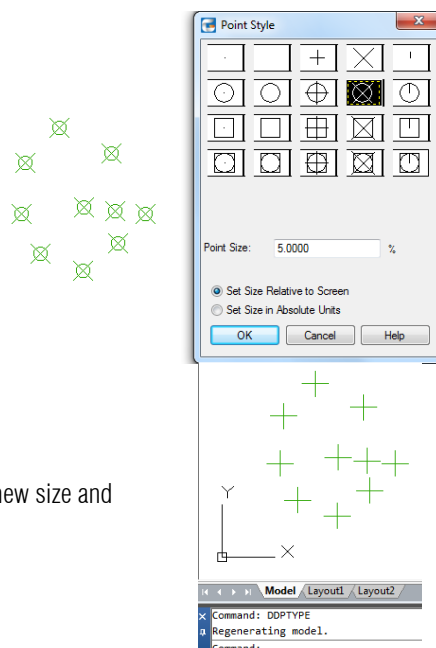 Point Style
Point Size: 5.0000 %
Set Size Relative to Screen
Set Size in Absolute Units
OK Cancel Help
new size and
Y
X
Model Layout1 Layout2
Command: DDPTYPE
Regenerating model.
Command: